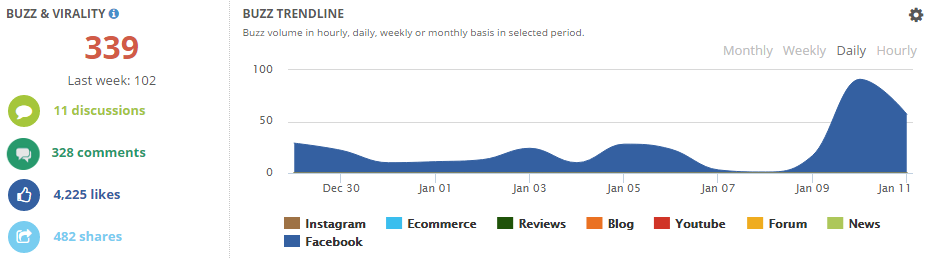 BUZZ & VIRALITY
339
Last week: 102
11 discussions
328 comments
4,225 likes
482 shares
BUZZ TRENDLINE
Buzz volume in hourly, daily, weekly or monthly basis in selected period.
Monthly Weekly Daily Hourly
100
50
0
Dec 30 Jan 01 Jan 03 Jan 05 Jan 07 Jan 09 Jan 11
Instagram Ecommerce Reviews Blog Youtube Forum News
Facebook